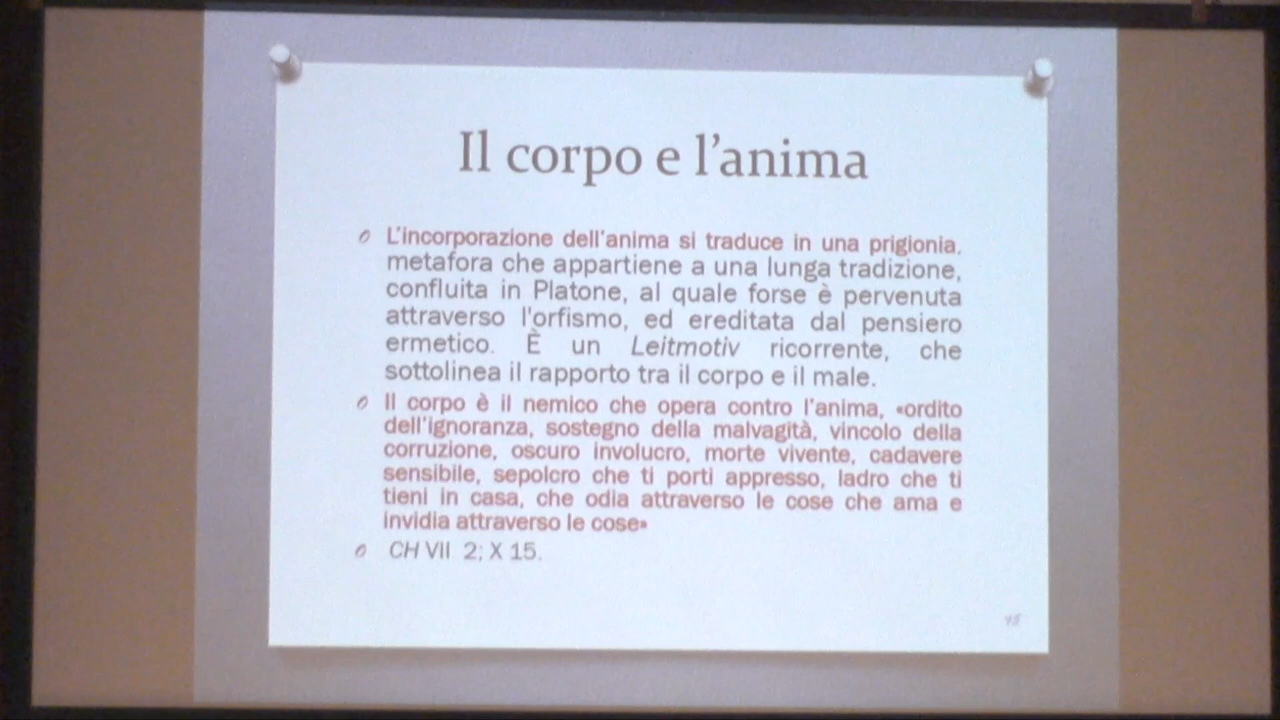 Il corpo e l'anima
L'incorporazione dell'anima si traduce in una prigionia,
metafora che appartiene a una lunga tradizione,
confluita in Platone, al quale forse è pervenuta
attraverso l'orfismo, ed ereditata dal pensiero
ermetico. È un Leitmotiv ricorrente, che
sottolinea il rapporto tra il corpo e il male.
Il corpo è il nemico che opera contro l'anima, «ordito
dell'ignoranza, sostegno della malvagità, vincolo della
corruzione, oscuro involucro, morte vivente, cadavere
sensibile, sepolcro che ti porti appresso, ladro che ti
tieni in casa, che odia attraverso le cose che ama e
invidia attraverso le cose»
CH VII 2; X 15.